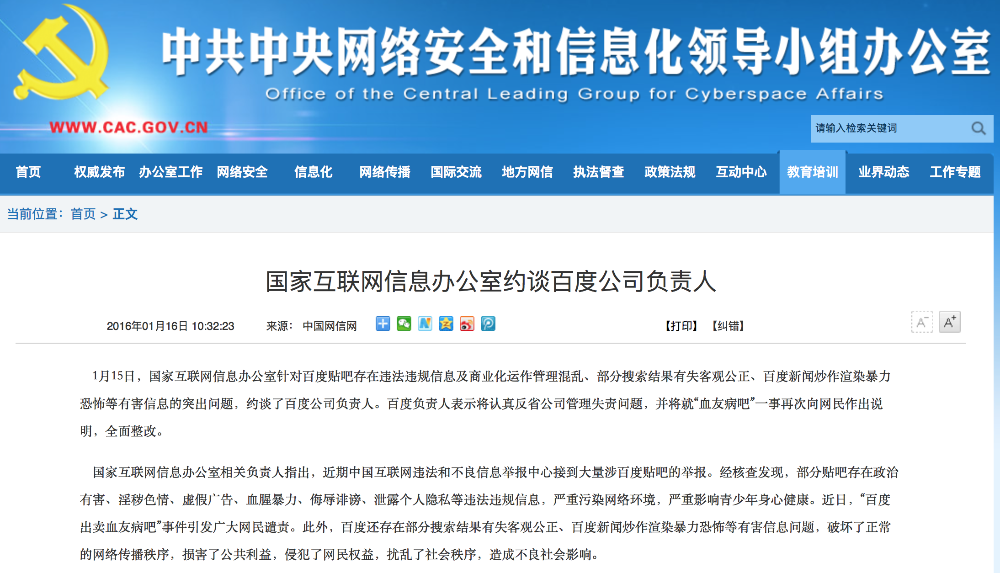 中共中央网络安全和信息化领导小组办公室
Office of the Central Leading Group for Cyberspace Affairs
WWW.CAC.GOV.CN
请输入检索关键词
首页 权威发布 办公室工作 网络安全 信息化 网络传播 国际交流 地方网信 执法督查 政策法规 互动中心 教育培训 业界动态 工作专题
当前位置：首页 > 正文
国家互联网信息办公室约谈百度公司负责人
2016年01月16日 10:32:23 来源： 中国网信网 【打印】 【纠错】 A- A+
1月15日，国家互联网信息办公室针对百度贴吧存在违法违规信息及商业化运作管理混乱、部分搜索结果有失客观公正、百度新闻炒作渲染暴力
恐怖等有害信息的突出问题，约谈了百度公司负责人。百度负责人表示将认真反省公司管理失责问题，并将就“血友病吧”一事再次向网民作出说
明，全面整改。
国家互联网信息办公室相关负责人指出，近期中国互联网违法和不良信息举报中心接到大量涉百度贴吧的举报。经核查发现，部分贴吧存在政治
有害、淫秽色情、虚假广告、血腥暴力、侮辱诽谤、泄露个人隐私等违法违规信息，严重污染网络环境，严重影响青少年身心健康。近日，“百度
出卖血友病吧”事件引发广大网民谴责。此外，百度还存在部分搜索结果有失客观公正、百度新闻炒作渲染暴力恐怖等有害信息问题，破坏了正常
的网络传播秩序，损害了公共利益，侵犯了网民权益，扰乱了社会秩序，造成不良社会影响。